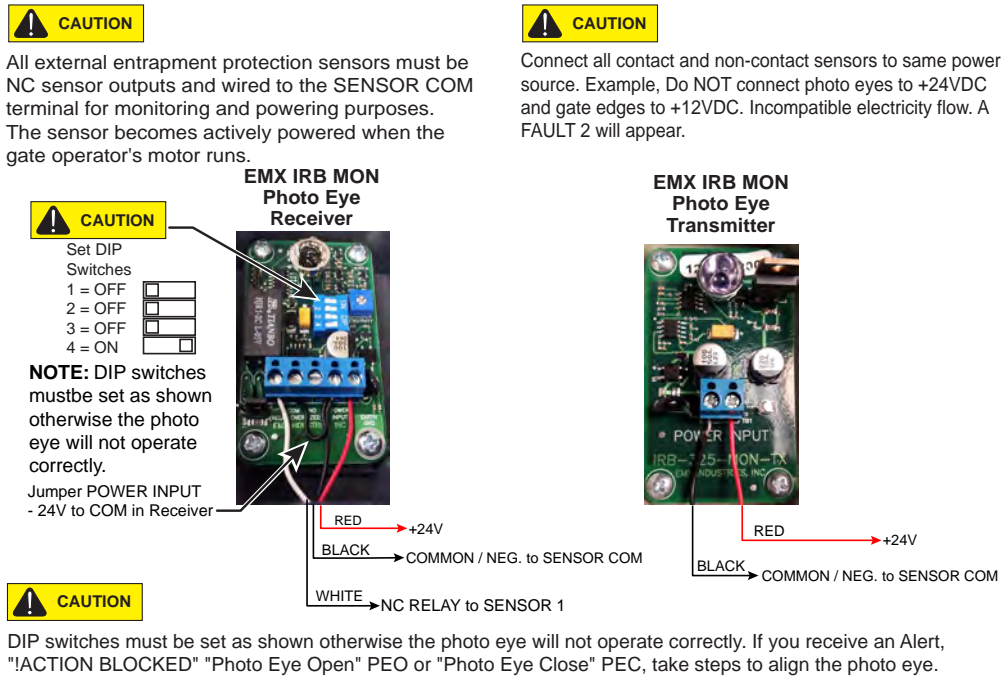 CAUTION
All external entrapment protection sensors must be
NC sensor outputs and wired to the SENSOR COM
terminal for monitoring and powering purposes.
The sensor becomes actively powered when the
gate operator's motor runs.
CAUTION
Connect all contact and non-contact sensors to same power
source. Example, Do NOT connect photo eyes to +24VDC
and gate edges to +12VDC. Incompatible electricity flow. A
FAULT 2 will appear.
EMX IRB MON
Photo Eye
Receiver
CAUTION
Set DIP
Switches
1 = OFF
2 = OFF
3 = OFF
4 = ON
NOTE: DIP switches
mustbe set as shown
otherwise the photo
eye will not operate
correctly.
Jumper POWER INPUT
- 24V to COM in Receiver
RED
+24V
BLACK
COMMON / NEG. to SENSOR COM
WHITE
NC RELAY to SENSOR 1
EMX IRB MON
Photo Eye
Transmitter
POWER INPUT
IRB-325-MON-TX
EMX INDUSTRIES, INC
RED
+24V
BLACK
COMMON / NEG. to SENSOR COM
CAUTION
DIP switches must be set as shown otherwise the photo eye will not operate correctly. If you receive an Alert,
"!ACTION BLOCKED" "Photo Eye Open" PEO or "Photo Eye Close" PEC, take steps to align the photo eye.